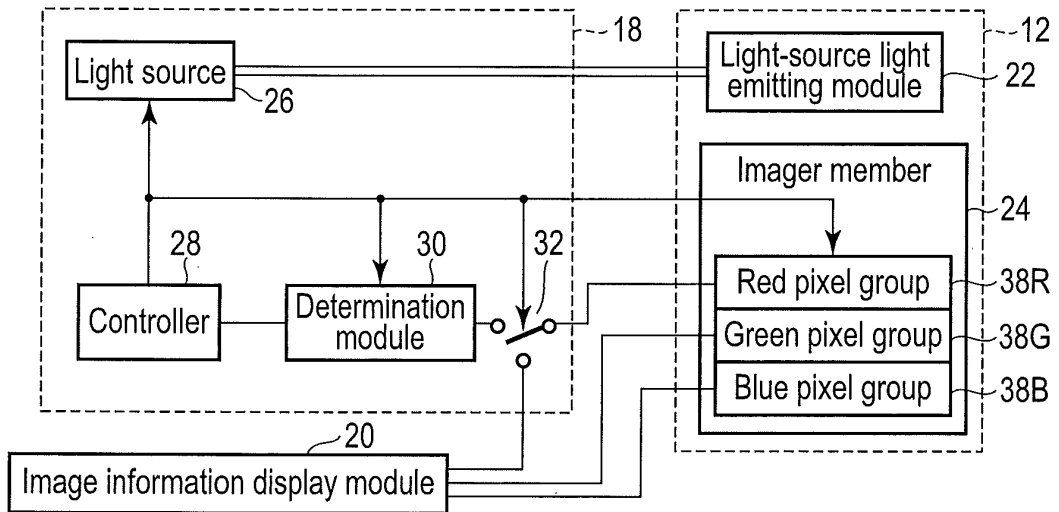 18
12
Light source
26
Light-source light
emitting module
22
Imager member
24
28
30
32
Controller
Determination
module
Red pixel group
38R
Green pixel group
38G
Blue pixel group
38B
20
Image information display module